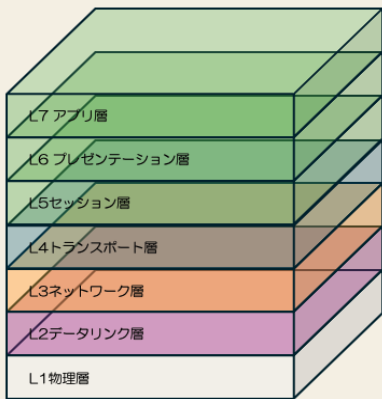 L7 アプリ層
L6 プレゼンテーション層
L5セッション層
L4トランスポート層
L3ネットワーク層
L2データリンク層
L1物理層